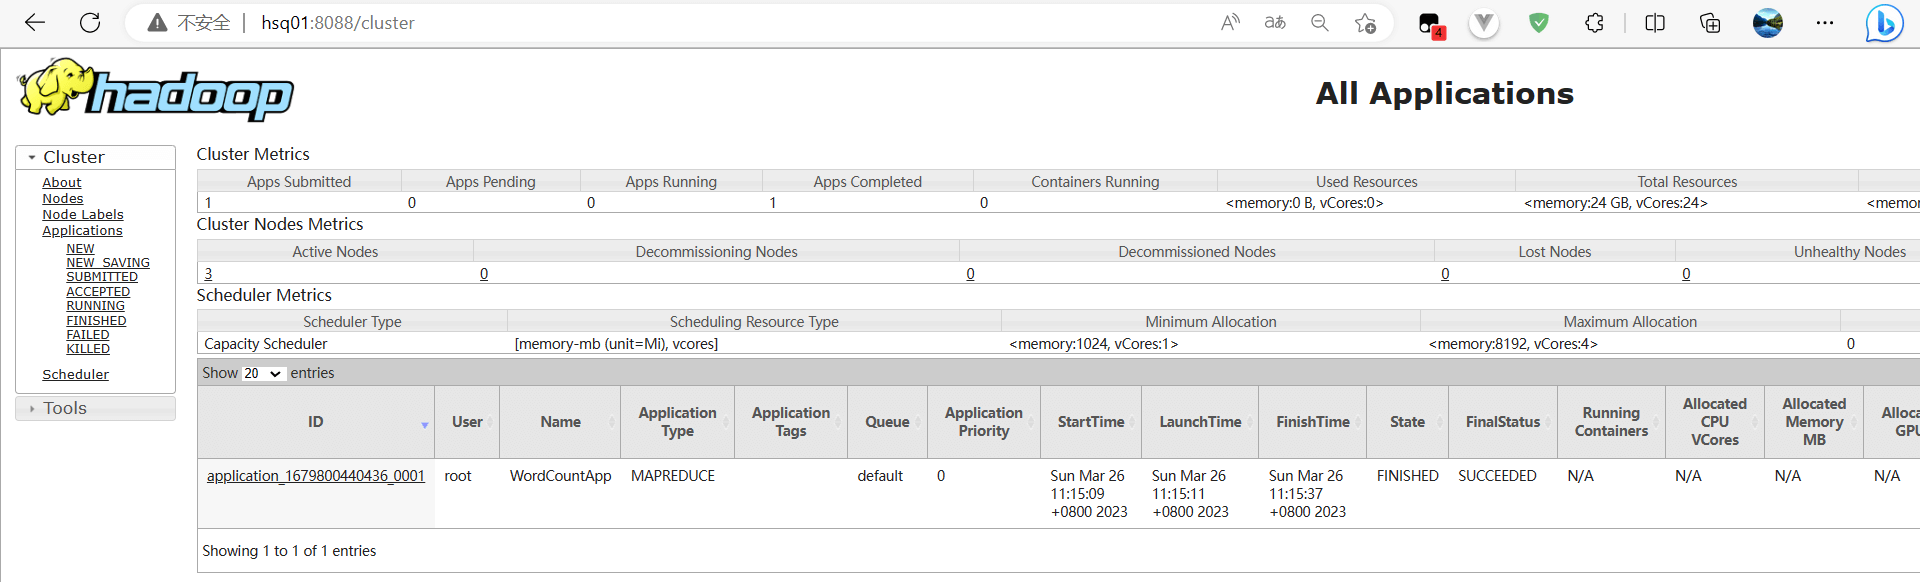 不安全 hsq01:8088/cluster
4
hadoop
All Applications
Cluster
About
Nodes
Node Labels
Applications
NEW
NEW_SAVING
SUBMITTED
ACCEPTED
RUNNING
FINISHED
FAILED
KILLED
Scheduler
Tools
Cluster Metrics
Apps Submitted Apps Pending Apps Running Apps Completed Containers Running Used Resources Total Resources
1 0 0 1 0 <memory:0 B, vCores:0> <memory:24 GB, vCores:24> <memor
Cluster Nodes Metrics
Active Nodes Decommissioning Nodes Decommissioned Nodes Lost Nodes Unhealthy Nodes
3 0 0 0 0
Scheduler Metrics
Scheduler Type Scheduling Resource Type Minimum Allocation Maximum Allocation
Capacity Scheduler [memory-mb (unit=Mi), vcores] <memory:1024, vCores:1> <memory:8192, vCores:4> 0
Show 20 entries
ID User Name Application Type Application Tags Queue Application Priority StartTime LaunchTime FinishTime State FinalStatus Running Containers Allocated CPU VCores Allocated Memory MB Alloca GPU
application_1679800440436_0001 root WordCountApp MAPREDUCE default 0 Sun Mar 26 11:15:09 +0800 2023 Sun Mar 26 11:15:11 +0800 2023 Sun Mar 26 11:15:37 +0800 2023 FINISHED SUCCEEDED N/A N/A N/A N/A
Showing 1 to 1 of 1 entries